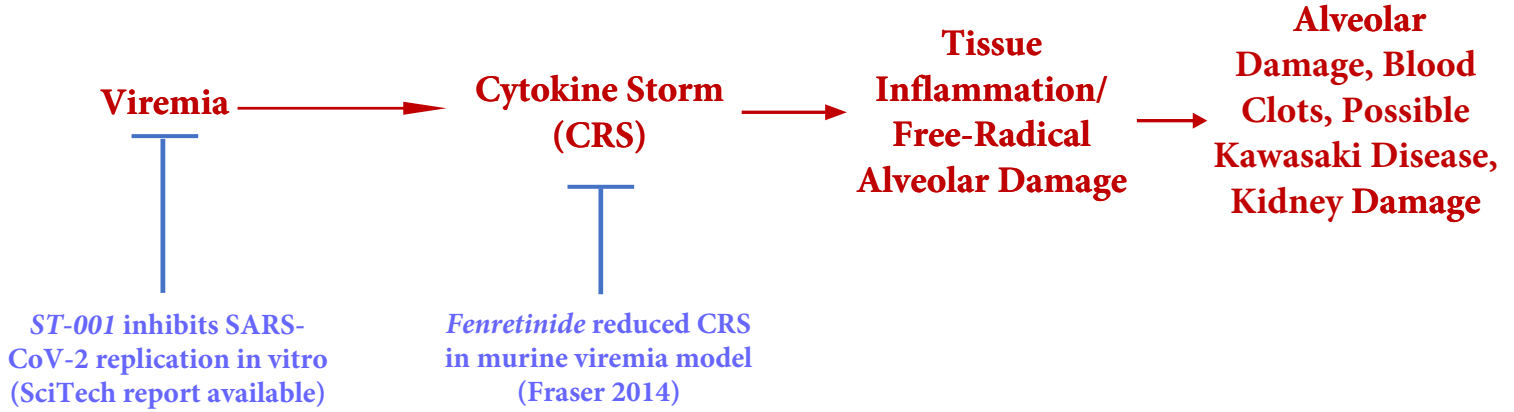 Viremia
Cytokine Storm
(CRS)
Tissue
Inflammation/
Free-Radical
Alveolar Damage
Alveolar
Damage, Blood
Clots, Possible
Kawasaki Disease,
Kidney Damage
ST-001 inhibits SARS-
CoV-2 replication in vitro
(SciTech report available)
Fenretinide reduced CRS
in murine viremia model
(Fraser 2014)